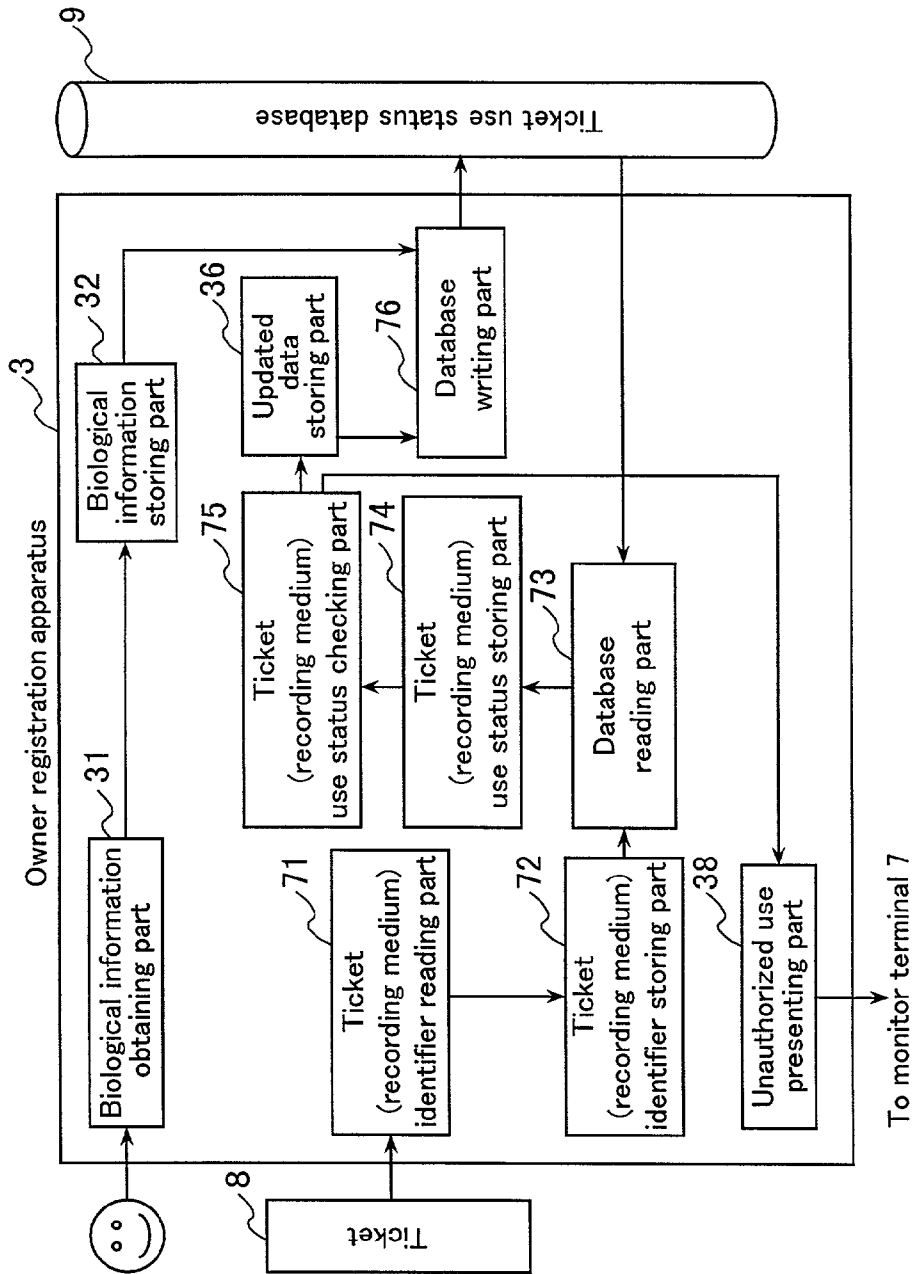 Owner registration apparatus
3
Biological information
obtaining part
31
Biological
information
storing part
32
8
Ticket
Ticket
(recording medium)
identifier reading part
71
Ticket
(recording medium)
identifier storing part
72
Database
reading part
73
Ticket
(recording medium)
use status storing part
74
Ticket
(recording medium)
use status checking part
75
Updated
data
storing part
36
Database
writing part
76
Unauthorized use
presenting part
38
To monitor terminal 7
Ticket use status database
9